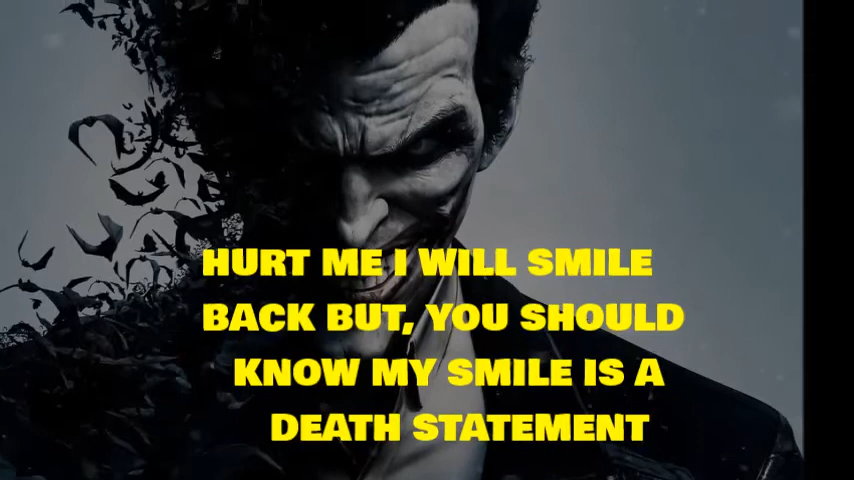 HURT ME I WILL SMILE
BACK BUT, YOU SHOULD
KNOW MY SMILE IS A
DEATH STATEMENT